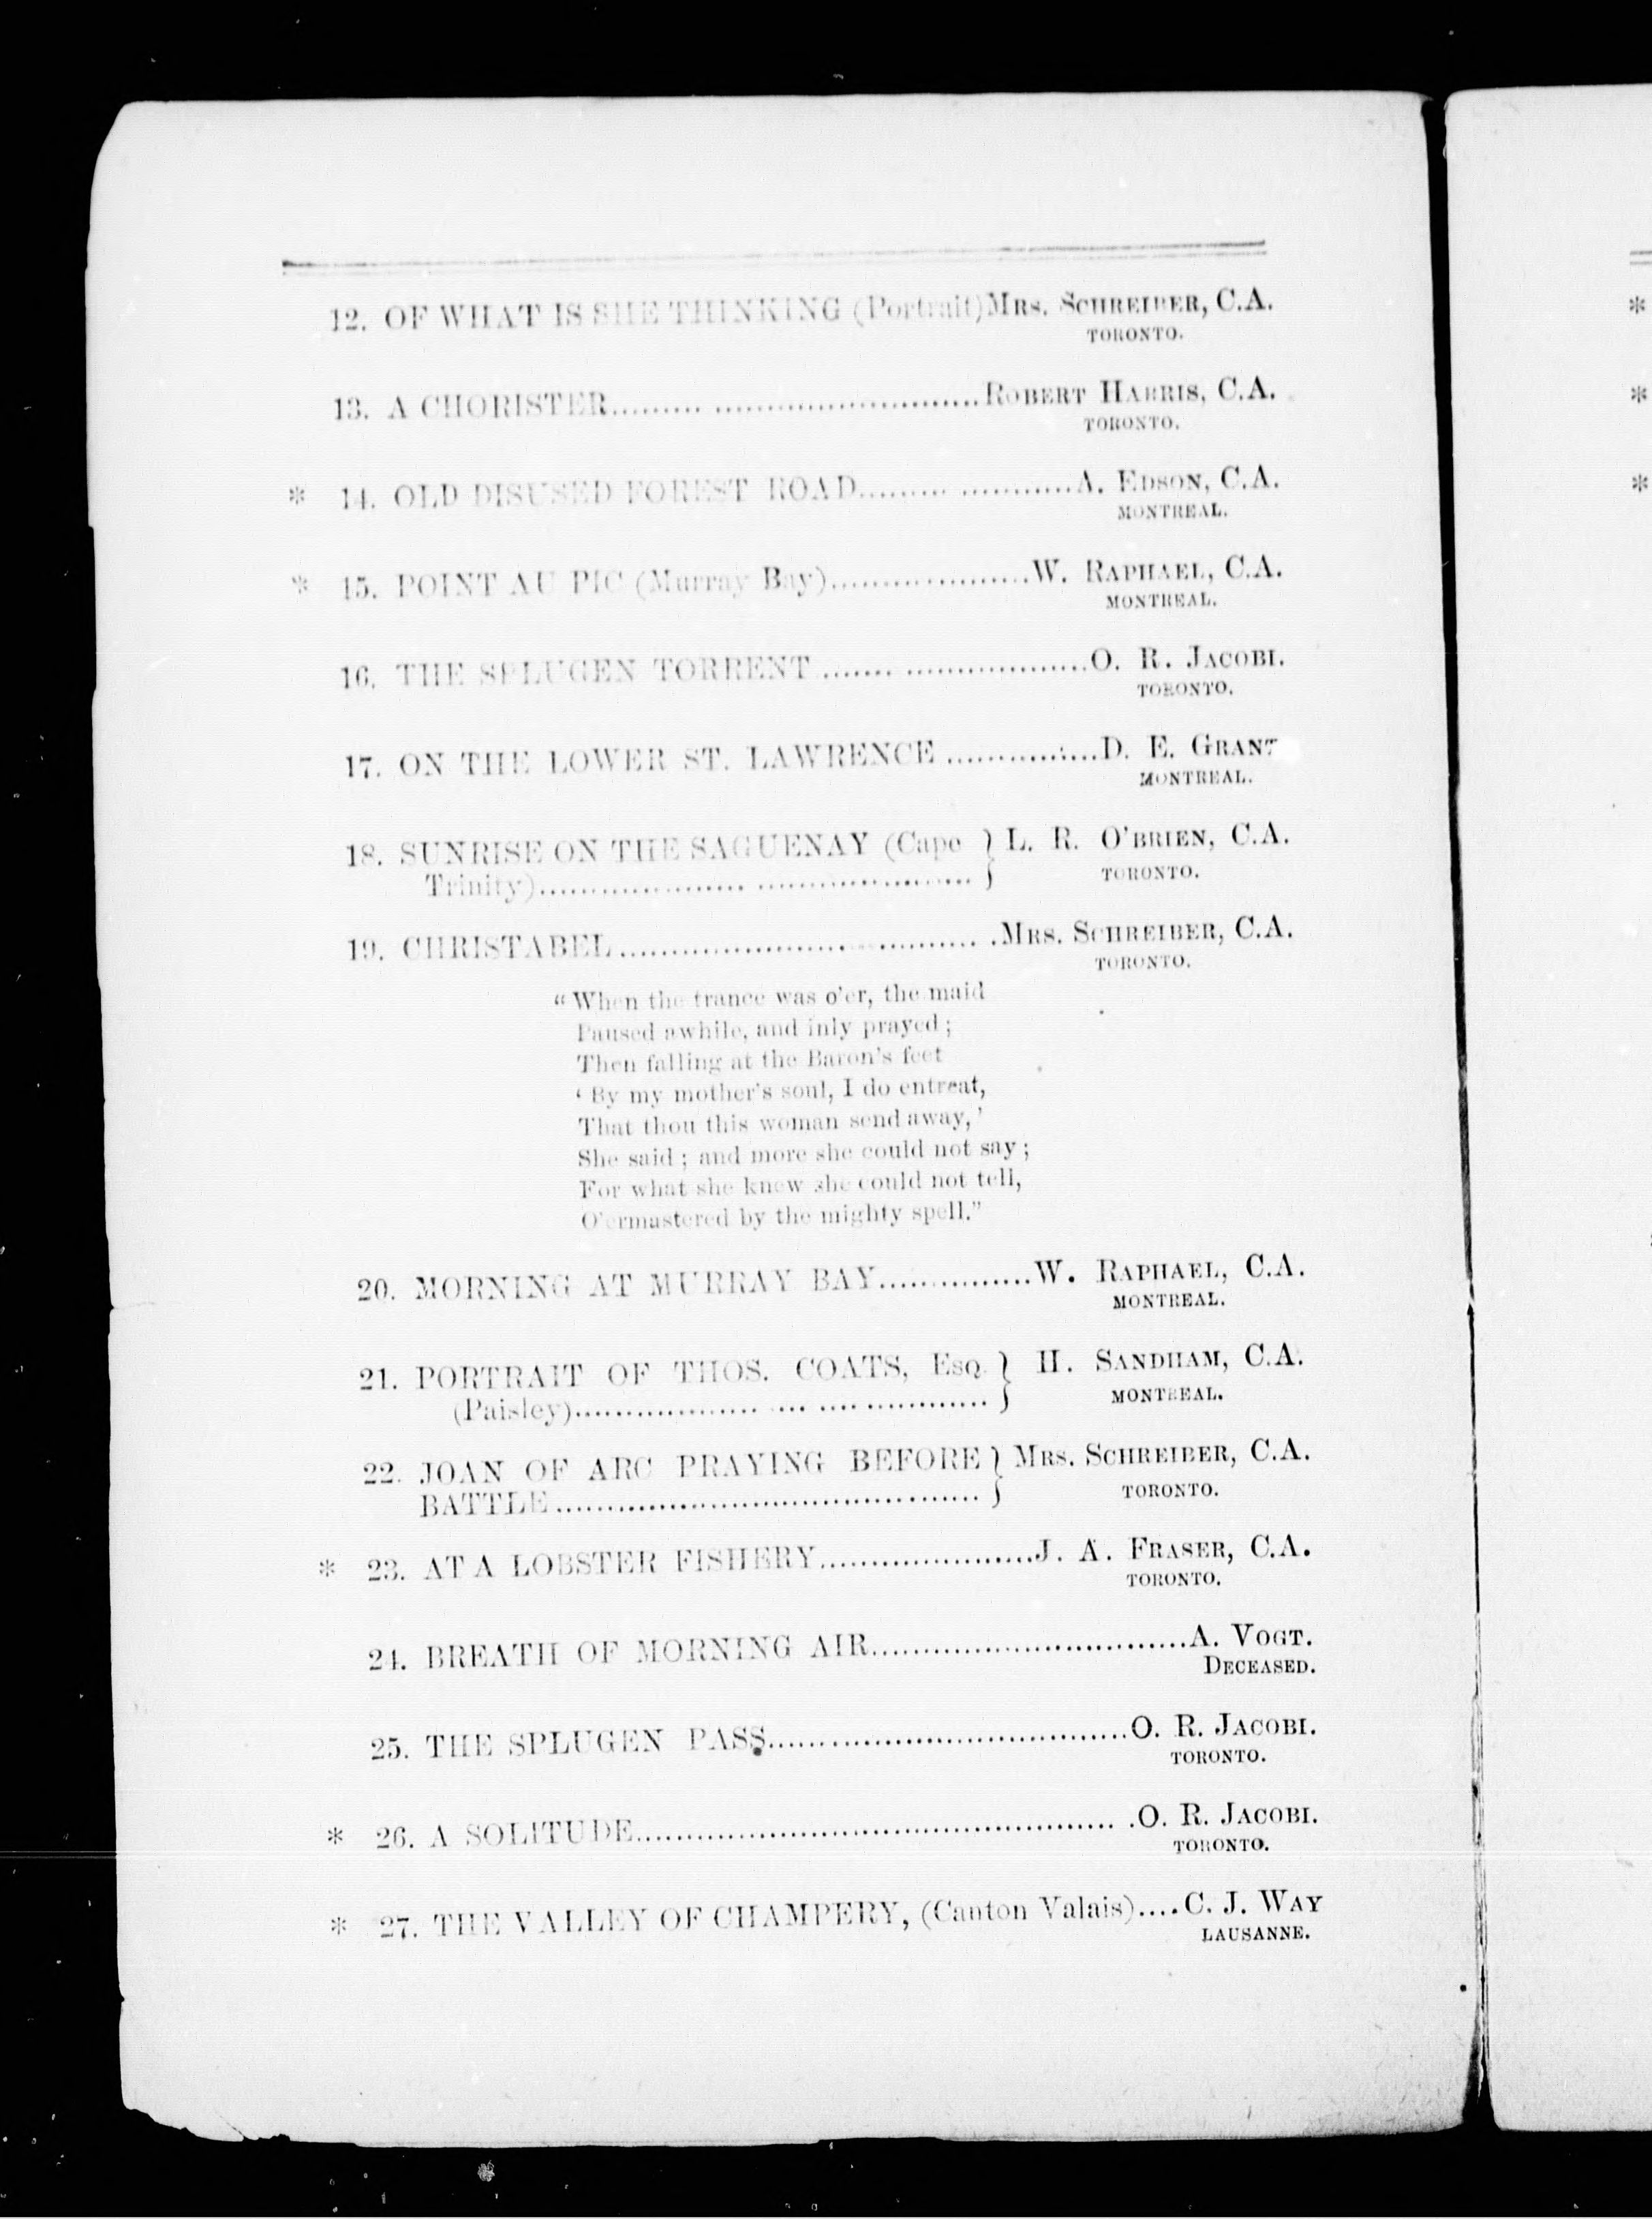 12. OF WHAT IS SHE THINKING (Portrait) MRS. SCHREIBER, C.A.
TORONTO.
13. A CHORISTER......... ..........................ROBERT HARRIS, C.A.
TORONTO.
* 14. OLD DISUSED FOREST ROAD......... ...........A. EDSON, C.A.
MONTREAL.
* 15. POINT AU PIC (Murray Bay)....................W. RAPHAEL, C.A.
MONTREAL.
16. THE SPLUGEN TORRENT....... ..................O. R. JACOBI.
TORONTO.
17. ON THE LOWER ST. LAWRENCE ...............D. E. GRANT
MONTREAL.
18. SUNRISE ON THE SAGUENAY (Cape } L. R. O'BRIEN, C.A.
Trinity).................... ..................... } TORONTO.
19. CHRISTABEL.................................. .MRS. SCHREIBER, C.A.
TORONTO.
“When the trance was o'er, the maid
Paused awhile, and inly prayed;
Then falling at the Baron's feet
‘By my mother's soul, I do entreat,
That thou this woman send away,’
She said; and more she could not say;
For what she knew she could not tell,
O'ermastered by the mighty spell.”
20. MORNING AT MURRAY BAY...............W. RAPHAEL, C.A.
MONTREAL.
21. PORTRAIT OF THOS. COATS, ESQ. } H. SANDHAM, C.A.
(Paisley).................. .... .... ............ } MONTREAL.
22. JOAN OF ARC PRAYING BEFORE } MRS. SCHREIBER, C.A.
BATTLE.......................................... } TORONTO.
* 23. AT A LOBSTER FISHERY.....................J. A. FRASER, C.A.
TORONTO.
24. BREATH OF MORNING AIR...............................A. VOGT.
DECEASED.
25. THE SPLUGEN PASS...................................O. R. JACOBI.
TORONTO.
* 26. A SOLITUDE............................................... .O. R. JACOBI.
TORONTO.
* 27. THE VALLEY OF CHAMPERY, (Canton Valais)....C. J. WAY
LAUSANNE.
*
*
*